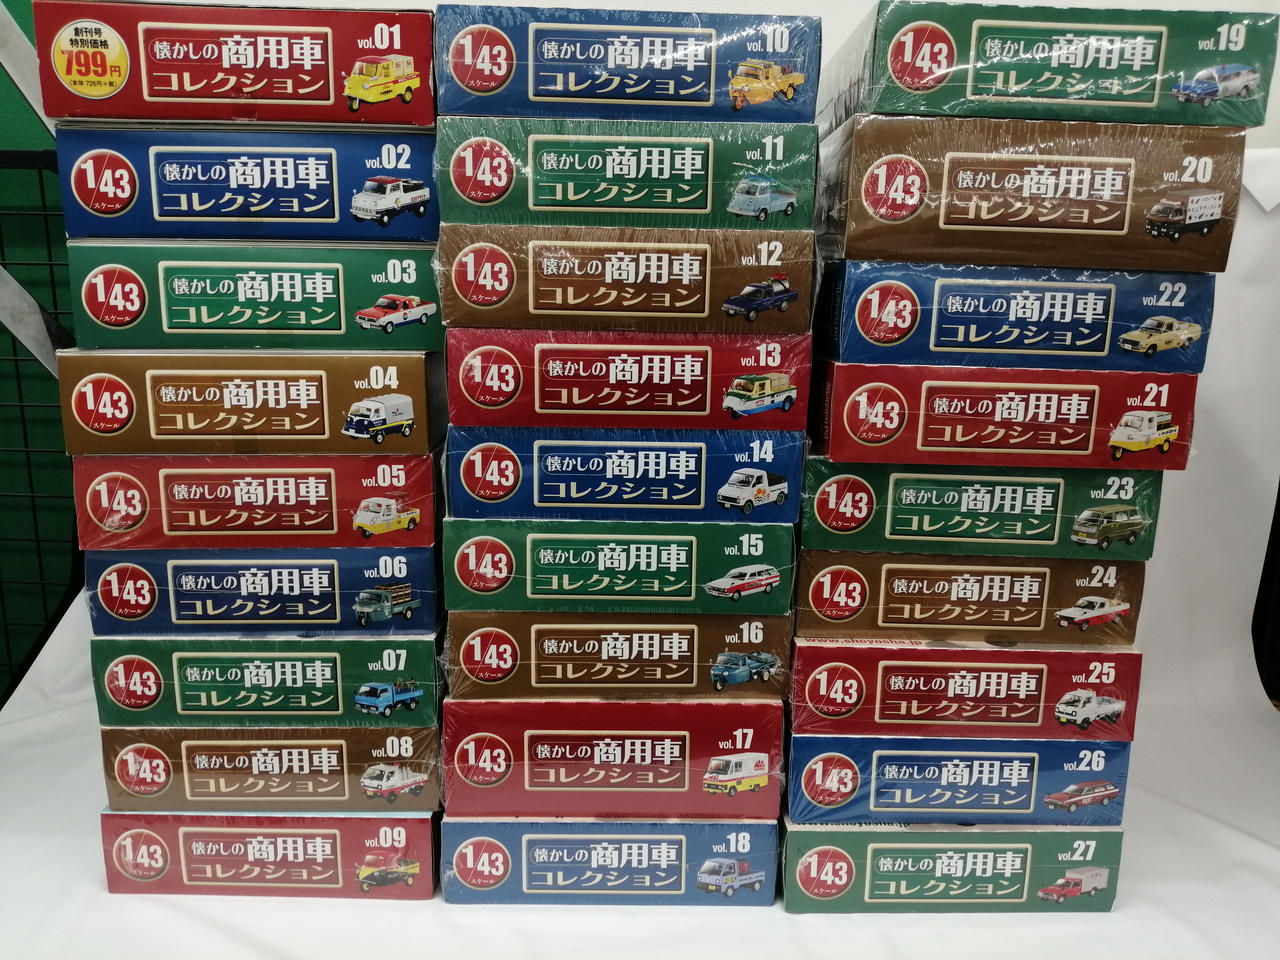 創刊号
特別価格
799円
(本体 726円+税)
懐かしの 商用車
コレクション
vol.01
1/43
スケール
懐かしの 商用車
コレクション
vol.02
1/43
スケール
懐かしの 商用車
コレクション
vol.03
1/43
スケール
懐かしの 商用車
コレクション
vol.04
1/43
スケール
懐かしの 商用車
コレクション
vol.05
1/43
スケール
懐かしの 商用車
コレクション
vol.06
1/43
スケール
懐かしの 商用車
コレクション
vol.07
1/43
スケール
懐かしの 商用車
コレクション
vol.08
1/43
スケール
懐かしの 商用車
コレクション
vol.09
1/43
スケール
懐かしの 商用車
コレクション
vol.10
1/43
スケール
懐かしの 商用車
コレクション
vol.11
1/43
スケール
懐かしの 商用車
コレクション
vol.12
1/43
スケール
懐かしの 商用車
コレクション
vol.13
1/43
スケール
懐かしの 商用車
コレクション
vol.14
1/43
スケール
懐かしの 商用車
コレクション
vol.15
1/43
スケール
懐かしの 商用車
コレクション
vol.16
1/43
スケール
懐かしの 商用車
コレクション
vol.17
1/43
スケール
懐かしの 商用車
コレクション
vol.18
1/43
スケール
懐かしの 商用車
コレクション
vol.19
1/43
スケール
懐かしの 商用車
コレクション
vol.20
1/43
スケール
懐かしの 商用車
コレクション
vol.22
1/43
スケール
懐かしの 商用車
コレクション
vol.21
1/43
スケール
懐かしの 商用車
コレクション
vol.23
1/43
スケール
懐かしの 商用車
コレクション
vol.24
www.shoyosha.jp
1/43
スケール
懐かしの 商用車
コレクション
vol.25
1/43
スケール
懐かしの 商用車
コレクション
vol.26
1/43
スケール
懐かしの 商用車
コレクション
vol.27